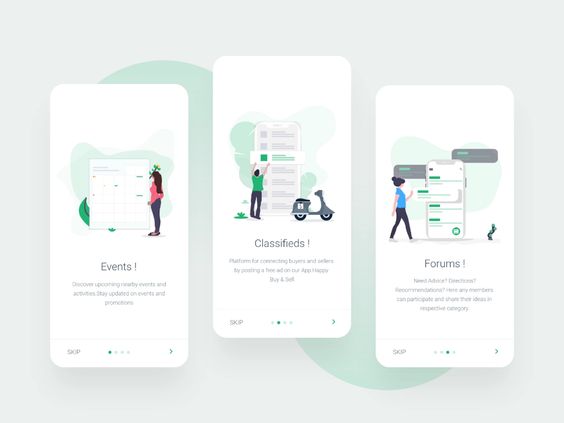 Events !
Discover upcoming nearby events and
activities.Stay updated on events and
promotions
SKIP
Classifieds !
Platform for connecting buyers and sellers
by posting a free ad on our App Happy
Buy & Sell.
SKIP
Forums !
Need Advice? Directions?
Recommendations? Here any members
can participate and share their ideas in
respective category.
SKIP